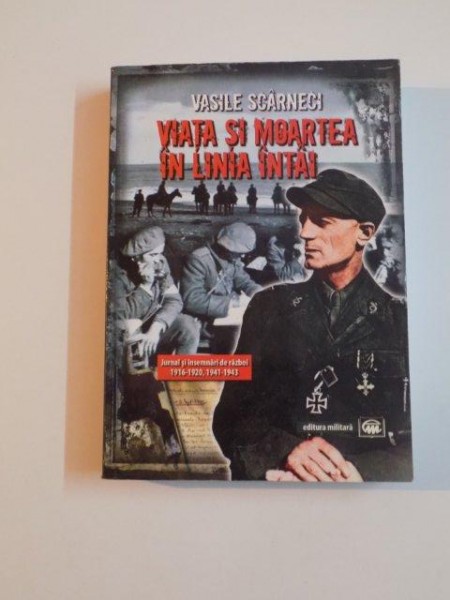 VASILE SCÂRNECI
VIAȚA ȘI MOARTEA
ÎN LINIA ÎNTÂI
Jurnal și însemnări de război
1916-1920, 1941-1943
editura militară